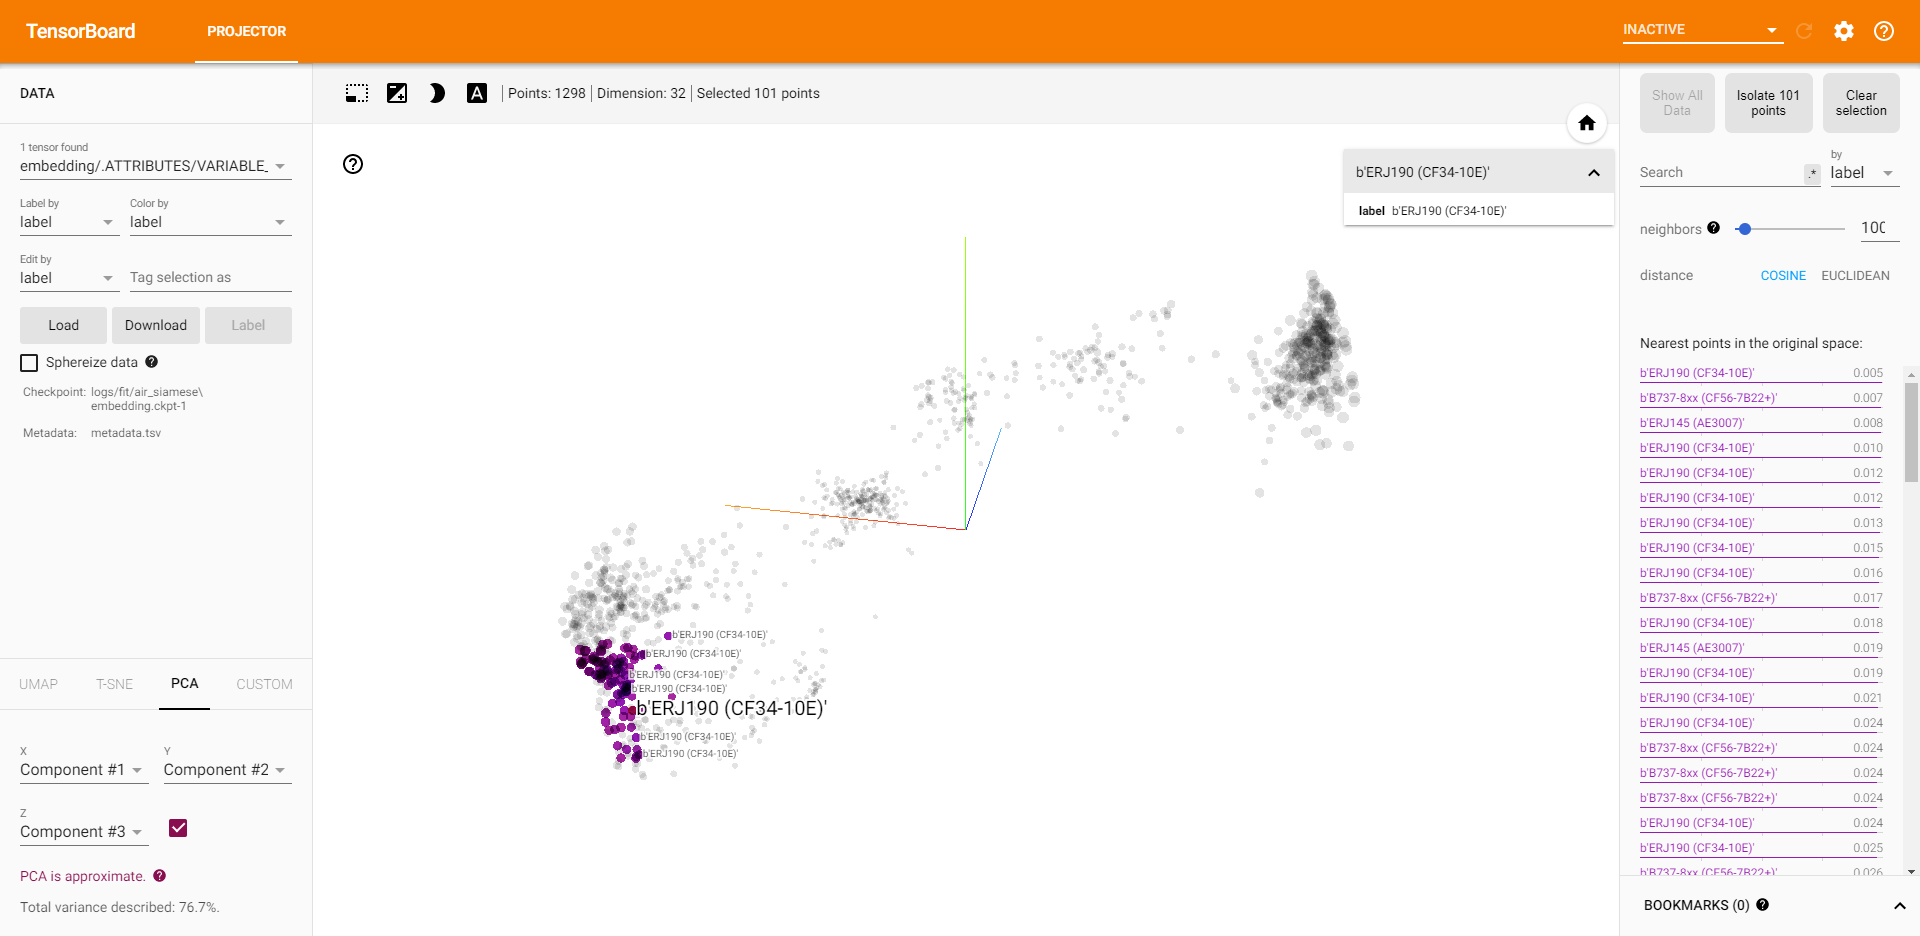 TensorBoard
PROJECTOR
INACTIVE
DATA
1 tensor found
embedding/.ATTRIBUTES/VARIABLE_
Label by
Color by
label
label
Edit by
label
Tag selection as
Load
Download
Label
Sphereize data
Checkpoint: logs/fit/air_siamese\
embedding.ckpt-1
Metadata: metadata.tsv
UMAP
T-SNE
PCA
CUSTOM
X
Y
Component #1
Component #2
Z
Component #3
PCA is approximate.
Total variance described: 76.7%.
Points: 1298
Dimension: 32
Selected 101 points
b'ERJ190 (CF34-10E)'
label b'ERJ190 (CF34-10E)'
b'ERJ190 (CF34-10E)'
b'ERJ190 (CF34-10E)'
b'ERJ190 (CF34-10E)'
b'ERJ190 (CF34-10E)'
b'ERJ190 (CF34-10E)'
b'ERJ190 (CF34-10E)'
b'ERJ190 (CF34-10E)'
Show All
Data
Isolate 101
points
Clear
selection
Search
.*
by
label
neighbors
100
distance
COSINE
EUCLIDEAN
Nearest points in the original space:
b'ERJ190 (CF34-10E)' 0.005
b'B737-8xx (CF56-7B22+)' 0.007
b'ERJ145 (AE3007)' 0.008
b'ERJ190 (CF34-10E)' 0.010
b'ERJ190 (CF34-10E)' 0.012
b'ERJ190 (CF34-10E)' 0.012
b'ERJ190 (CF34-10E)' 0.013
b'ERJ190 (CF34-10E)' 0.015
b'ERJ190 (CF34-10E)' 0.016
b'B737-8xx (CF56-7B22+)' 0.017
b'ERJ190 (CF34-10E)' 0.018
b'ERJ145 (AE3007)' 0.019
b'ERJ190 (CF34-10E)' 0.019
b'ERJ190 (CF34-10E)' 0.021
b'ERJ190 (CF34-10E)' 0.024
b'B737-8xx (CF56-7B22+)' 0.024
b'B737-8xx (CF56-7B22+)' 0.024
b'B737-8xx (CF56-7B22+)' 0.024
b'ERJ190 (CF34-10E)' 0.024
b'ERJ190 (CF34-10E)' 0.025
b'B737-8xx (CF56-7B22+)' 0.026
BOOKMARKS (0)